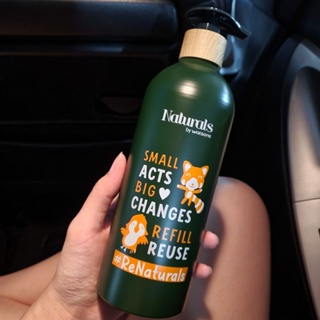 Naturals
by watsons
SMALL
ACTS
BIG
CHANGES
REFILL
REUSE
#ReNaturals